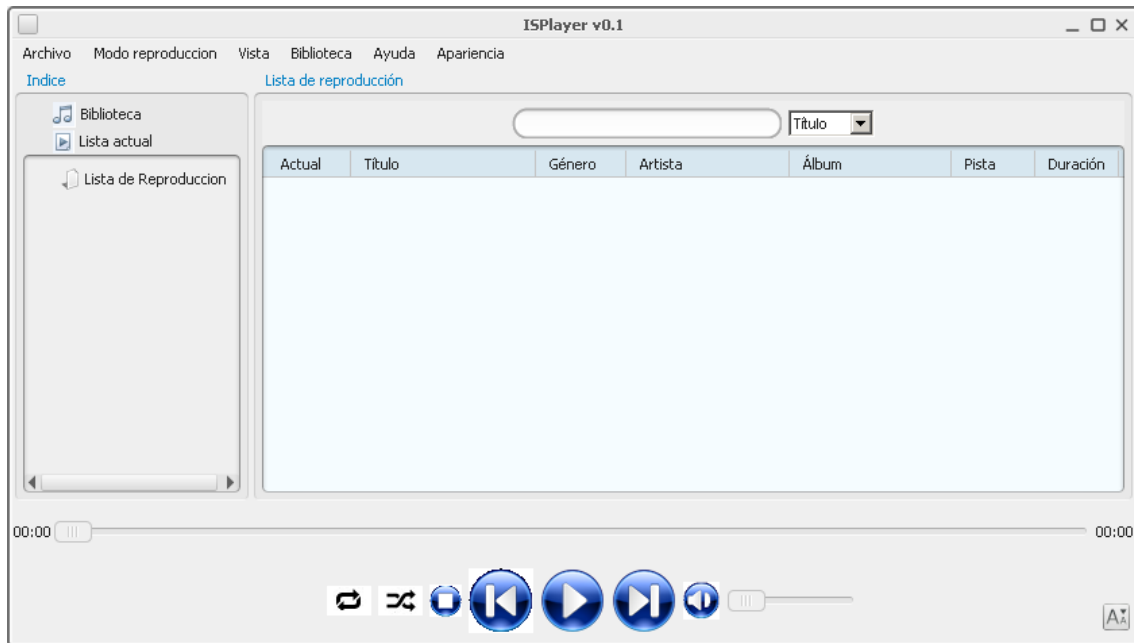 ISPlayer v0.1
Archivo Modo reproduccion Vista Biblioteca Ayuda Apariencia
Indice
Lista de reproducción
Biblioteca
Lista actual
Lista de Reproduccion
Título
Actual Título Género Artista Álbum Pista Duración
00:00
00:00